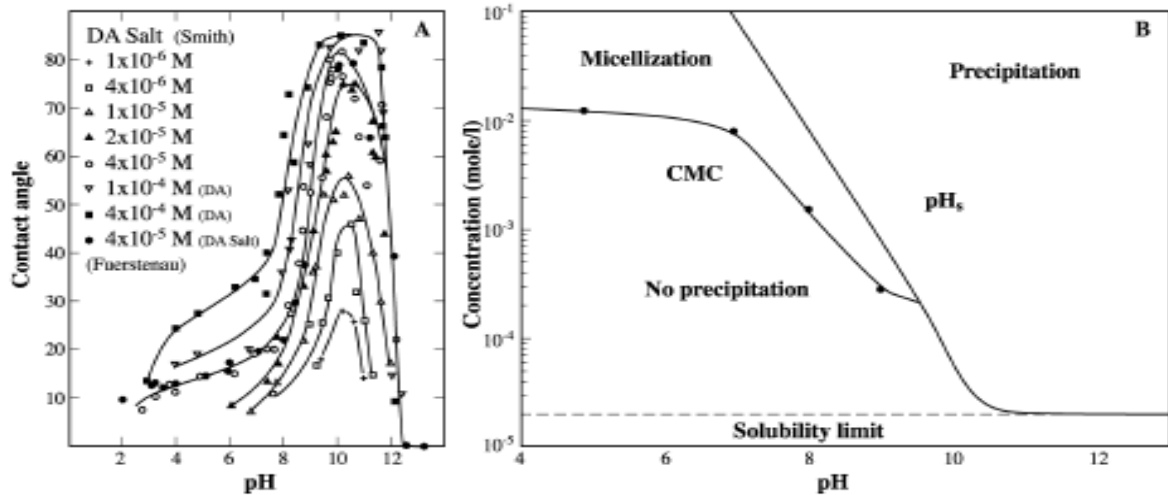 A
DA Salt (Smith)
1x10⁻⁶ M
4x10⁻⁶ M
1x10⁻⁵ M
2x10⁻⁵ M
4x10⁻⁵ M
1x10⁻⁴ M (DA)
4x10⁻⁴ M (DA)
4x10⁻⁵ M (DA Salt)
(Fuerstenau)
Contact angle
80
70
60
50
40
30
20
10
2 4 6 8 10 12
pH
B
Micellization
Precipitation
CMC
pHₛ
No precipitation
Solubility limit
Concentration (mole/l)
10⁻¹
10⁻²
10⁻³
10⁻⁴
10⁻⁵
4 6 8 10 12
pH